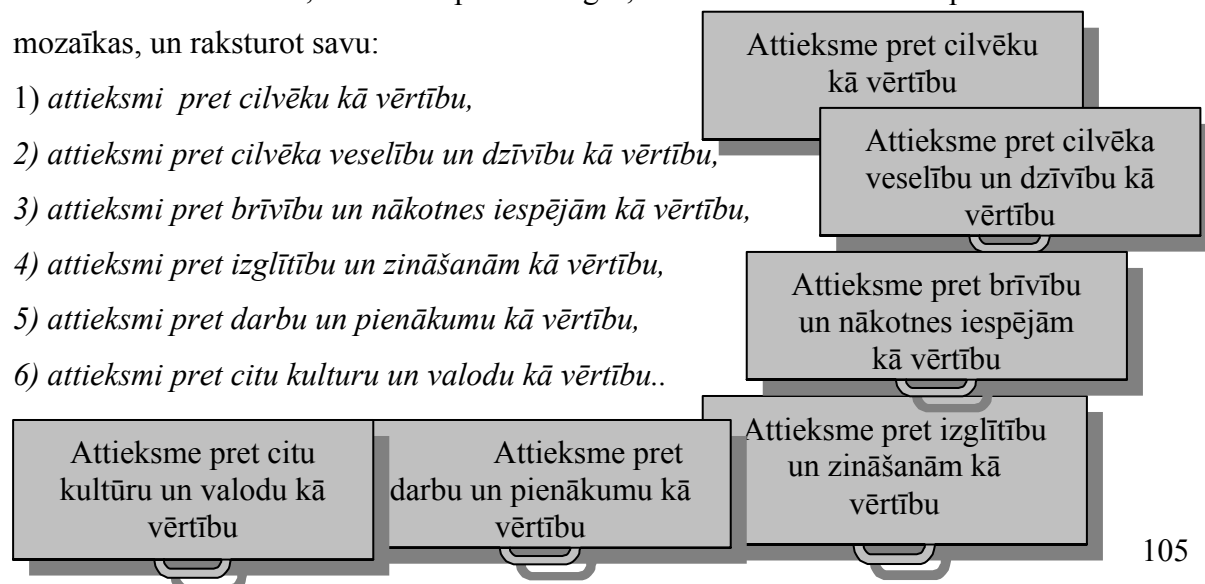 mozaīkas, un raksturot savu:
1) attieksmi pret cilvēku kā vērtību,
2) attieksmi pret cilvēka veselību un dzīvību kā vērtību,
3) attieksmi pret brīvību un nākotnes iespējām kā vērtību,
4) attieksmi pret izglītību un zināšanām kā vērtību,
5) attieksmi pret darbu un pienākumu kā vērtību,
6) attieksmi pret citu kulturu un valodu kā vērtību..
Attieksme pret cilvēku
kā vērtību
Attieksme pret cilvēka
veselību un dzīvību kā
vērtību
Attieksme pret brīvību
un nākotnes iespējām
kā vērtību
Attieksme pret izglītību
un zināšanām kā
vērtību
Attieksme pret
darbu un pienākumu kā
vērtību
Attieksme pret citu
kultūru un valodu kā
vērtību
105